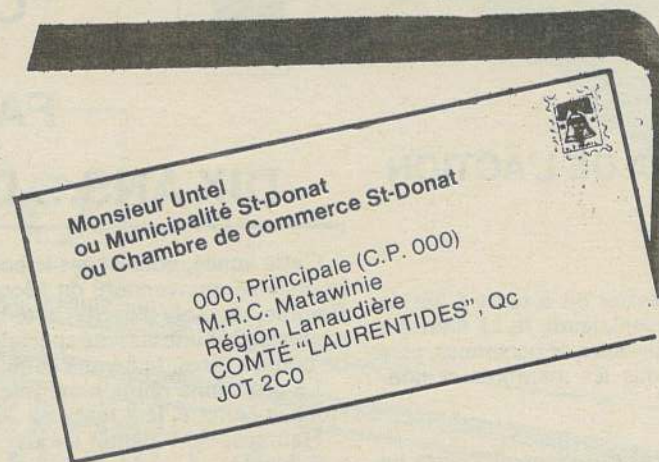 Monsieur Untel
ou Municipalité St-Donat
ou Chambre de Commerce St-Donat
000, Principale (C.P. 000)
M.R.C. Matawinie
Région Lanaudière
COMTÉ "LAURENTIDES", Qc
J0T 2C0